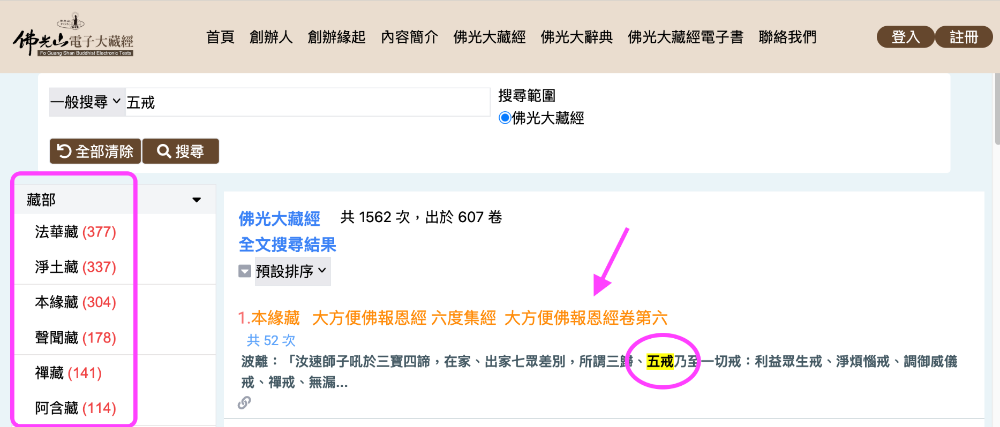 佛光山
F.G.S.
佛光山電子大藏經
Fo Guang Shan Buddhist Electronic Texts
首頁 創辦人 創辦緣起 內容簡介 佛光大藏經 佛光大辭典 佛光大藏經電子書 聯絡我們
登入 註冊
一般搜尋 五戒
搜尋範圍
佛光大藏經
全部清除 搜尋
藏部
法華藏 (377)
淨土藏 (337)
本緣藏 (304)
聲聞藏 (178)
禪藏 (141)
阿含藏 (114)
佛光大藏經 共 1562 次，出於 607 卷
全文搜尋結果
預設排序
1.本緣藏 大方便佛報恩經 六度集經 大方便佛報恩經卷第六
共 52 次
波離：「汝速師子吼於三寶四諦，在家、出家七眾差別，所謂三歸、五戒乃至一切戒：利益眾生戒、淨煩惱戒、調御威儀
戒、禪戒、無漏...